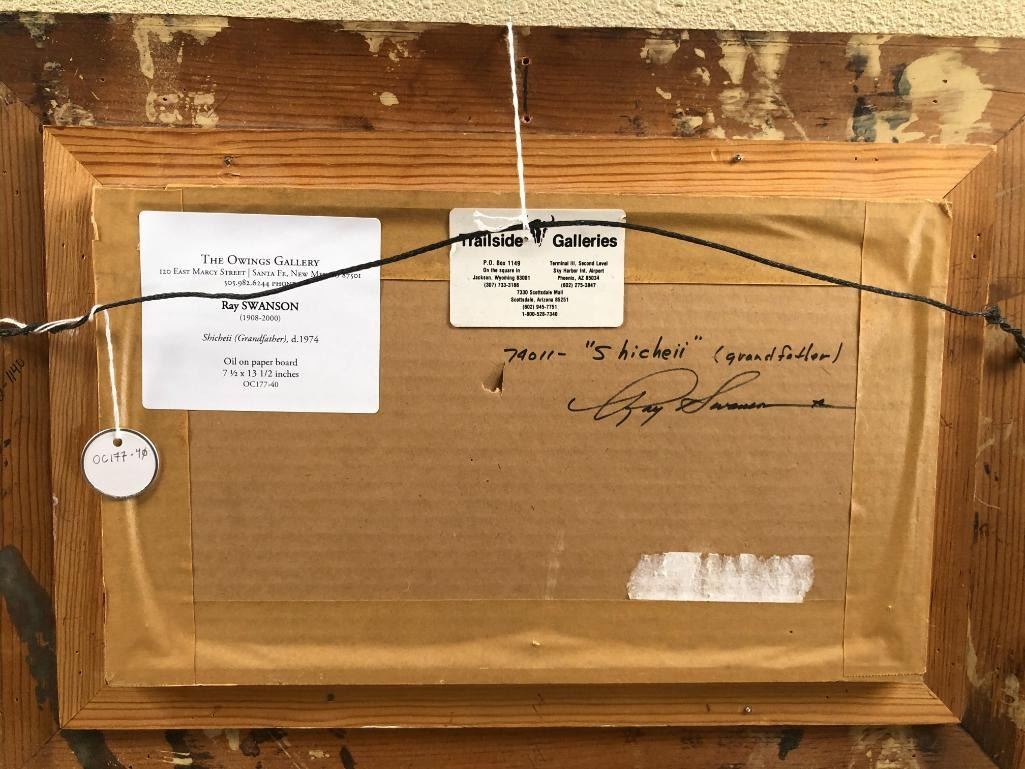 THE OWINGS GALLERY
120 EAST MARCY STREET | SANTA FE, NEW 87501
505.982.6244
Ray SWANSON
(1908-2000)
Shicheii (Grandfather), d.1974
Oil on paper board
7 ½ x 13 1/2 inches
OC177-40
Trailside Galleries
P.O. Box 1149
On the square in
Jackson, Wyoming 83001
(307) 733-3186
Terminal III, Second Level
Sky Harbor Int. Airport
Phoenix, AZ 85034
(602) 275-3847
7330 Scottsdale Mall
Scottsdale, Arizona 85251
(602) 945-7751
1-800-528-7340
74011- "Shicheii" (grandfather)
Ray Swanson
OC177-40